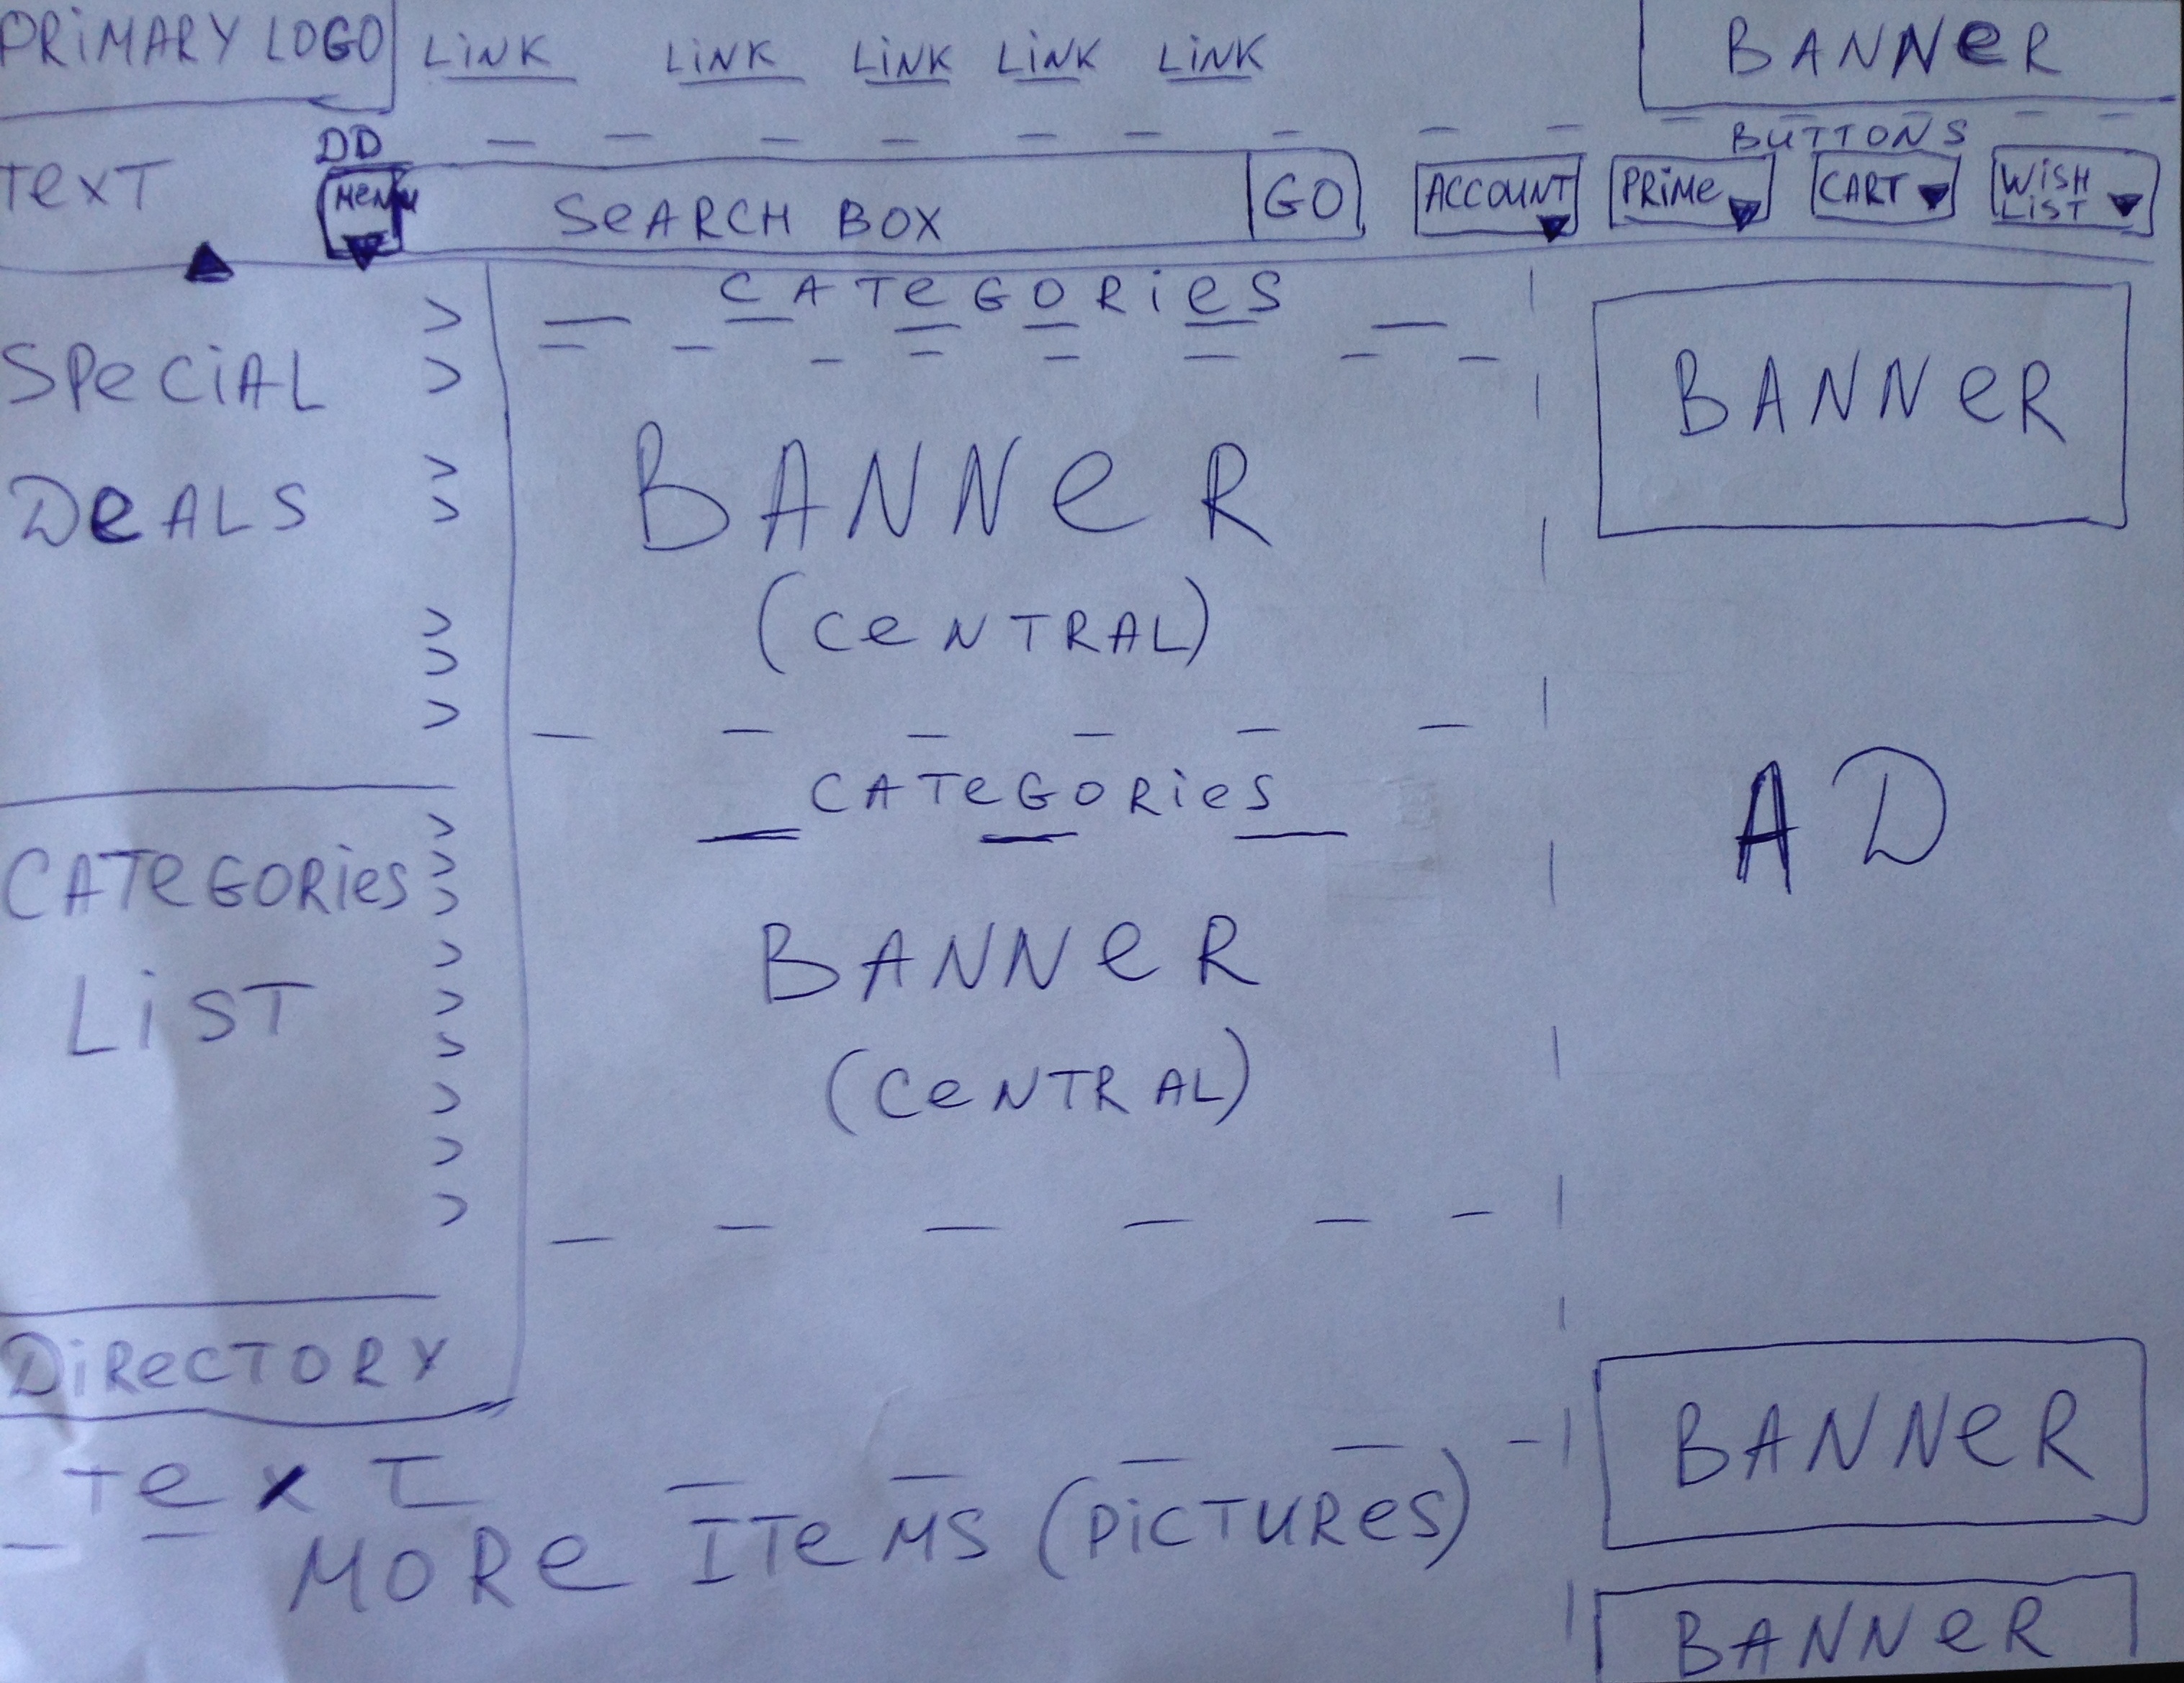 PRiMARY LOGO LiNK LiNK LiNK LiNK LiNK BANNeR
BUTTONS
DD
TexT MeNu SeARCH BOX GO ACCOUNT PRiMe CART WiSH
LiST
CATeGORieS
SPeCiAL BANNeR
DeALS BANNeR
(CeNTRAL)
CATeGORieS AD
CATeGORieS BANNeR
LiST (CeNTRAL)
DiReCTORY
TexT BANNeR
MORe ITeMS (PiCTUReS)
BANNeR